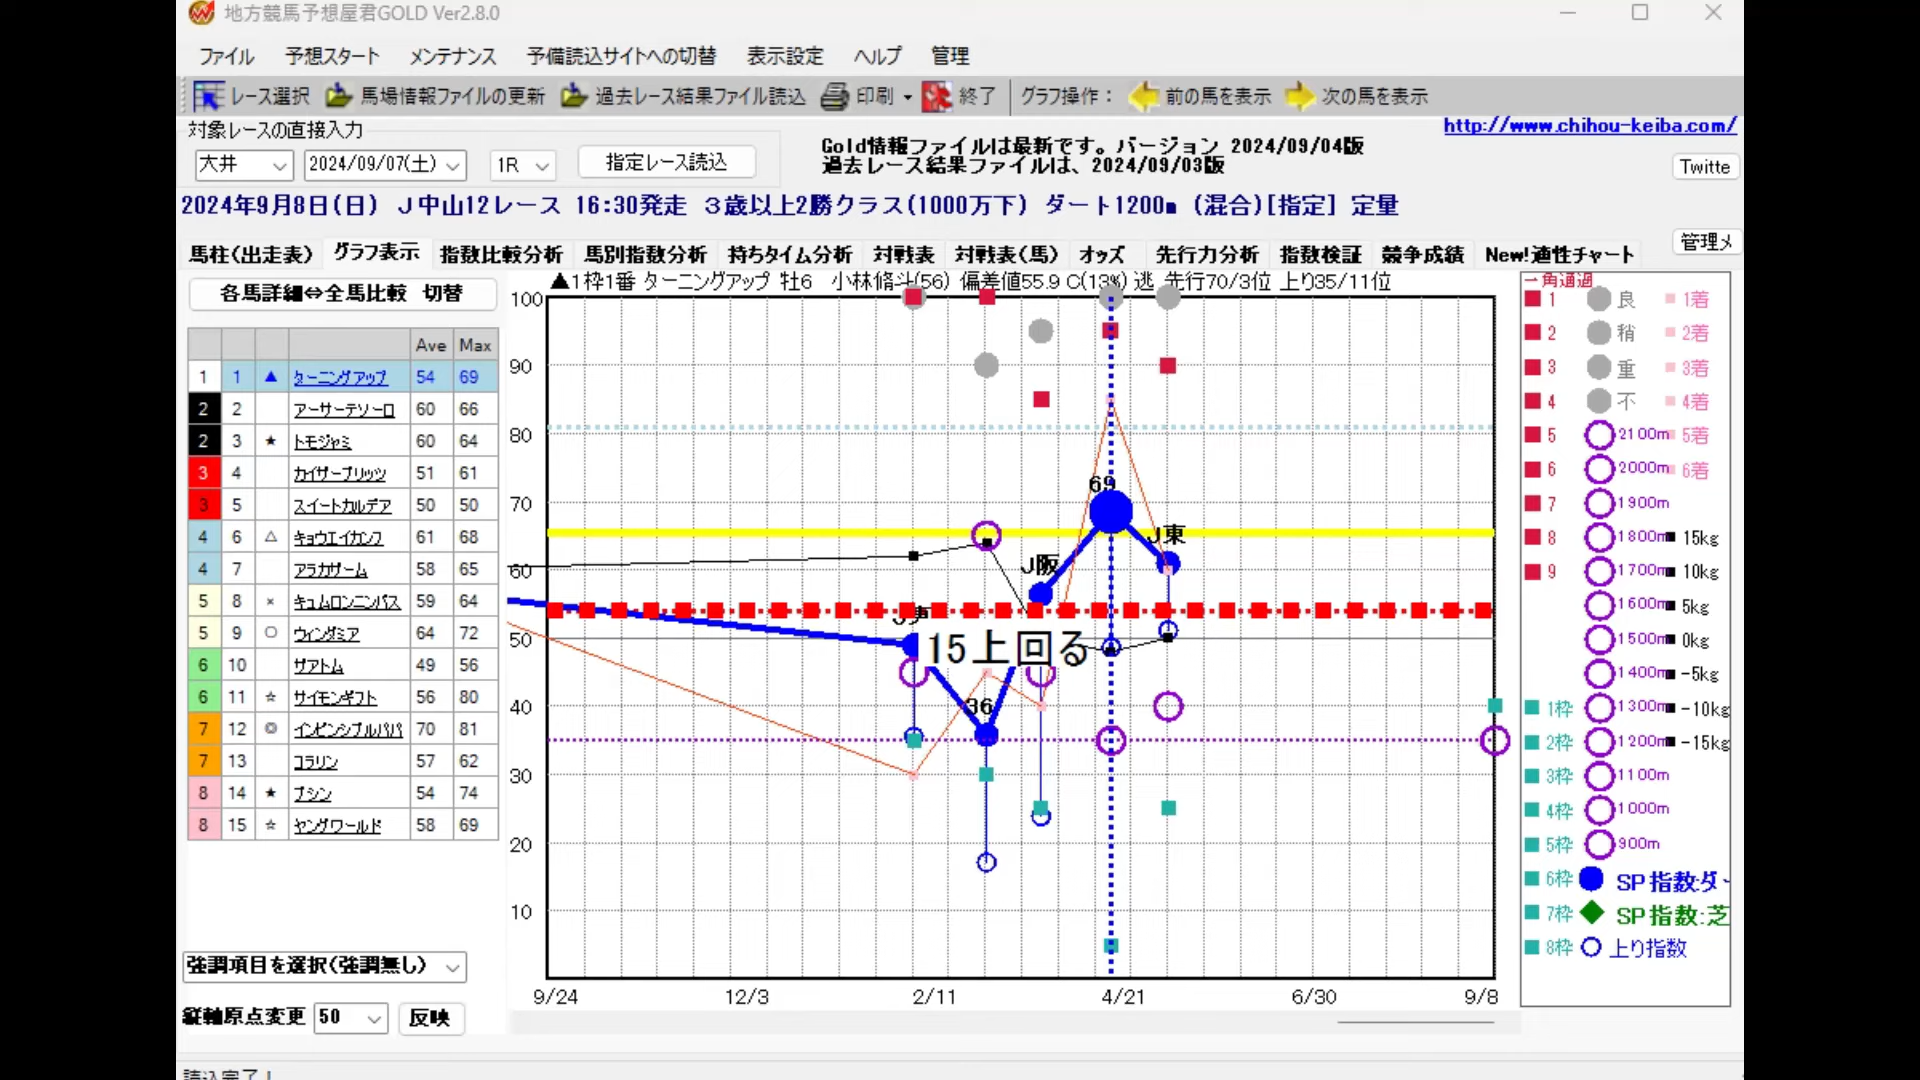 地方競馬予想屋君GOLD Ver2.8.0
ファイル 予想スタート メンテナンス 予備読込サイトへの切替 表示設定 ヘルプ 管理
レース選択 馬場情報ファイルの更新 過去レース結果ファイル読込 印刷 終了 グラフ操作： 前の馬を表示 次の馬を表示
対象レースの直接入力
http://www.chihou-keiba.com/
大井 2024/09/07(土) 1R 指定レース読込
Gold情報ファイルは最新です。バージョン 2024/09/04版
過去レース結果ファイルは、2024/09/03版
Twitte
2024年9月8日(日) J中山12レース 16:30発走 3歳以上2勝クラス(1000万下) ダート1200m (混合)[指定] 定量
管理メ
馬柱(出走表) グラフ表示 指数比較分析 馬別指数分析 持ちタイム分析 対戦表 対戦表(馬) オッズ 先行力分析 指数検証 競争成績 New!適性チャート
各馬詳細⇔全馬比較 切替
▲1枠1番 ターニングアップ 牡6 小林脩斗(56) 偏差値55.9 C(13%) 逃 先行70/3位 上り35/11位
Ave Max
1 1 ▲ ターニングアップ 54 69
2 2 アーサーテソーロ 60 66
2 3 ★ トモジャミ 60 64
3 4 カイザーブリッツ 51 61
3 5 スイートカルデア 50 50
4 6 △ キョウエイカンフ 61 68
4 7 アラカザーム 58 65
5 8 × キュムロンニンバス 59 64
5 9 ○ ウィンダミア 64 72
6 10 ザアトム 49 56
6 11 ☆ サイモンギフト 56 80
7 12 ◎ インビンシブルパパ 70 81
7 13 コラリン 57 62
8 14 ★ ブシン 54 74
8 15 ☆ ヤングワールド 58 69
強調項目を選択(強調無し)
縦軸原点変更 50 反映
100
90
80
70
60
50
40
30
20
10
69
J東
J阪
15上回る
36
9/24 12/3 2/11 4/21 6/30 9/8
一角通過
1 良 1着
2 稍 2着
3 重 3着
4 不 4着
5 2100m 5着
6 2000m 6着
7 1900m
8 1800m 15kg
9 1700m 10kg
1600m 5kg
1500m 0kg
1400m -5kg
1枠 1300m -10kg
2枠 1200m -15kg
3枠 1100m
4枠 1000m
5枠 900m
6枠 SP指数:ダ
7枠 SP指数:芝
8枠 上り指数
読込完了！